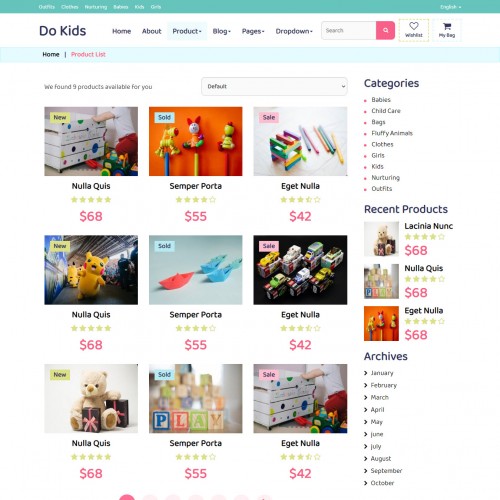 Outfits Clothes Nurturing Babies Kids Girls English
Do Kids Home About Product Blog Pages Dropdown Search Wishlist My Bag
Home | Product List
We found 9 products available for you Default
New Sold Sale
Nulla Quis Semper Porta Eget Nulla
$68 $55 $42
Nulla Quis Semper Porta Eget Nulla
$68 $55 $42
New Sold Sale
PLAY
Nulla Quis Semper Porta Eget Nulla
$68 $55 $42
Categories
Babies
Child Care
Bags
Fluffy Animals
Clothes
Girls
Kids
Nurturing
Outfits
Recent Products
Lacinia Nunc
$68
PLAY
Nulla Quis
$68
Eget Nulla
$68
Archives
January
February
March
April
May
june
july
August
September
October